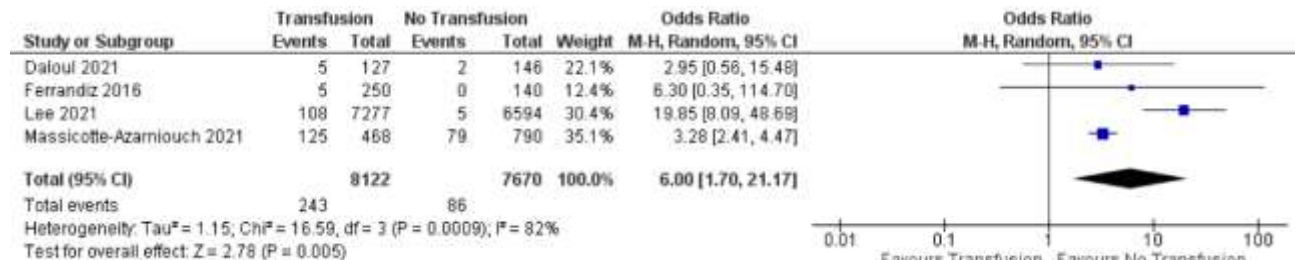 Transfusion No Transfusion Odds Ratio Odds Ratio
Study or Subgroup Events Total Events Total Weight M-H, Random, 95% CI M-H, Random, 95% CI
Daloul 2021 5 127 2 146 22.1% 2.95 [0.56, 15.48]
Ferrandiz 2016 5 250 0 140 12.4% 6.30 [0.35, 114.70]
Lee 2021 108 7277 5 6594 30.4% 19.85 [8.09, 48.69]
Massicotte-Azarniouch 2021 125 468 79 790 35.1% 3.28 [2.41, 4.47]
Total (95% CI) 8122 7670 100.0% 6.00 [1.70, 21.17]
Total events 243 86
Heterogeneity: Tau² = 1.15; Chi² = 16.59, df = 3 (P = 0.0009); I² = 82%
Test for overall effect: Z = 2.78 (P = 0.005)
0.01 0.1 1 10 100
Favours Transfusion Favours No Transfusion